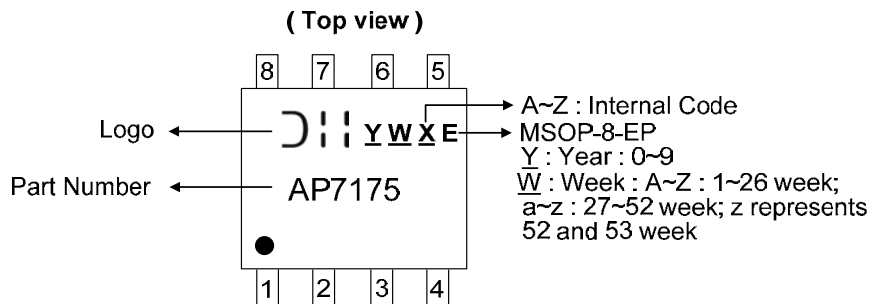 ( Top view )
8 7 6 5
Logo
Y W X E
A~Z : Internal Code
MSOP-8-EP
Y : Year : 0~9
W : Week : A~Z : 1~26 week;
a~z : 27~52 week; z represents
52 and 53 week
Part Number
AP7175
1 2 3 4